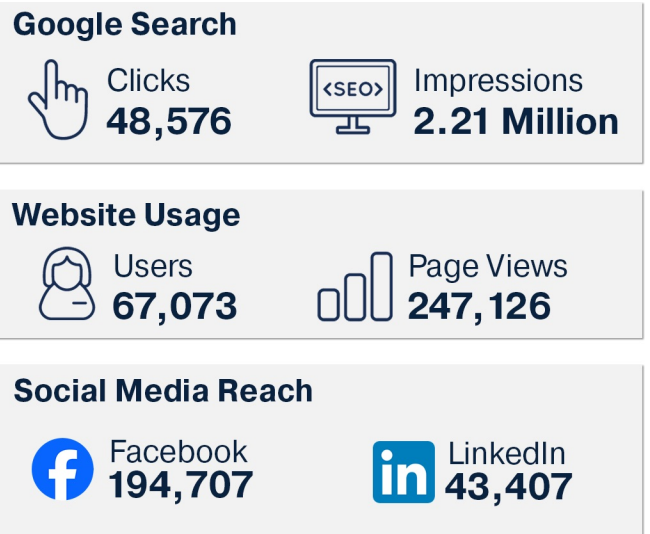 Google Search
Clicks
48,576
<SEO>
Impressions
2.21 Million
Website Usage
Users
67,073
Page Views
247,126
Social Media Reach
f
Facebook
194,707
in
LinkedIn
43,407